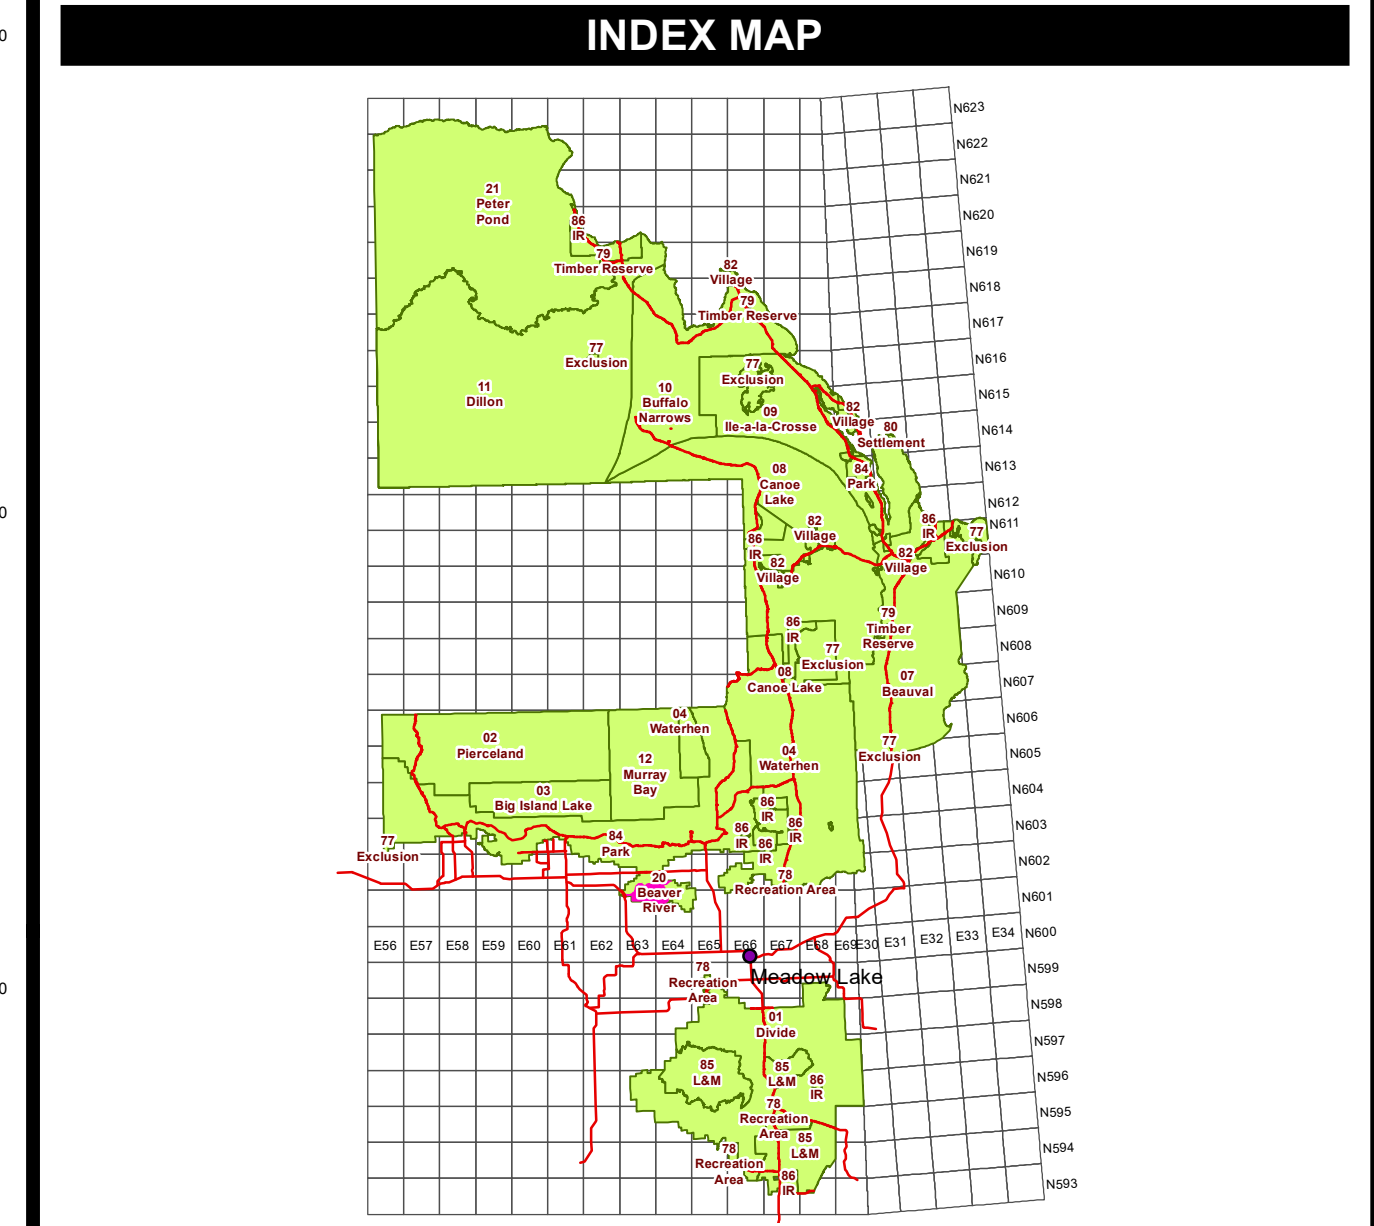 INDEX MAP
0
N623
N622
N621
21
Peter
Pond
N620
86
IR
N619
79
Timber Reserve
82
Village
N618
79
Timber Reserve
N617
77
Exclusion
N616
77
Exclusion
11
Dillon
10
Buffalo
Narrows
N615
09
Ile-a-la-Crosse
82
Village
N614
80
Settlement
N613
08
Canoe
Lake
84
Park
N612
0
86
IR
N611
82
Village
77
Exclusion
86
IR
82
Village
82
Village
N610
N609
79
Timber
Reserve
86
IR
N608
77
Exclusion
08
Canoe Lake
07
Beauval
N607
04
Waterhen
N606
02
Pierceland
77
Exclusion
N605
12
Murray
Bay
04
Waterhen
N604
03
Big Island Lake
86
IR
N603
86
IR
86
IR
84
Park
77
Exclusion
86
IR
N602
20
Beaver
River
78
Recreation Area
N601
N600
E56 E57 E58 E59 E60 E61 E62 E63 E64 E65 E66 E67 E68 E69 E30 E31 E32 E33 E34
Meadow Lake
N599
78
Recreation
Area
0
N598
01
Divide
N597
85
L&M
85
L&M
86
IR
N596
78
Recreation
Area
N595
85
L&M
N594
78
Recreation
Area
86
IR
N593